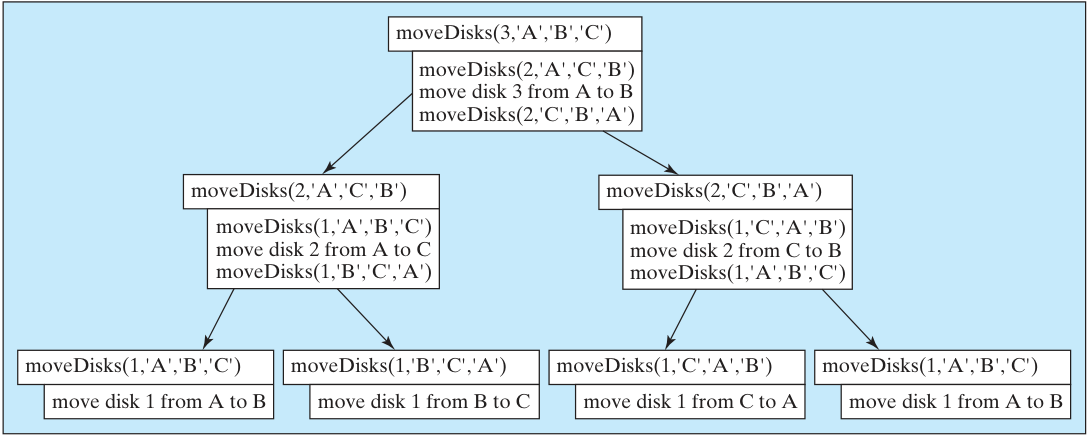 moveDisks(3,'A','B','C')
moveDisks(2,'A','C','B')
move disk 3 from A to B
moveDisks(2,'C','B','A')
moveDisks(2,'A','C','B')
moveDisks(1,'A','B','C')
move disk 2 from A to C
moveDisks(1,'B','C','A')
moveDisks(2,'C','B','A')
moveDisks(1,'C','A','B')
move disk 2 from C to B
moveDisks(1,'A','B','C')
moveDisks(1,'A','B','C')
move disk 1 from A to B
moveDisks(1,'B','C','A')
move disk 1 from B to C
moveDisks(1,'C','A','B')
move disk 1 from C to A
moveDisks(1,'A','B','C')
move disk 1 from A to B